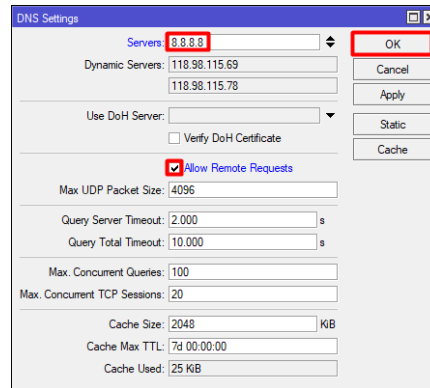 DNS Settings
Servers: 8.8.8.8
OK
Dynamic Servers: 118.98.115.69
Cancel
118.98.115.78
Apply
Use DoH Server:
Static
Verify DoH Certificate
Cache
Allow Remote Requests
Max UDP Packet Size: 4096
Query Server Timeout: 2.000 s
Query Total Timeout: 10.000 s
Max. Concurrent Queries: 100
Max. Concurrent TCP Sessions: 20
Cache Size: 2048 KiB
Cache Max TTL: 7d 00:00:00
Cache Used: 25 KiB